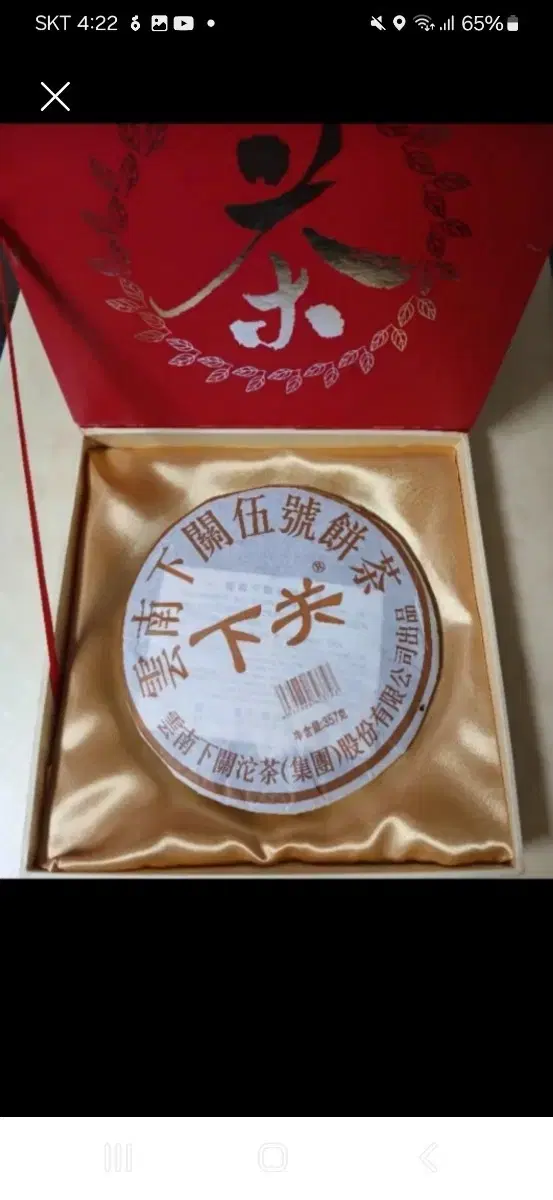 SKT 4:22
65%
茶
雲南下關伍號餅茶
下关
®
净含量:357克
雲南下關沱茶(集團)股份有限公司出品